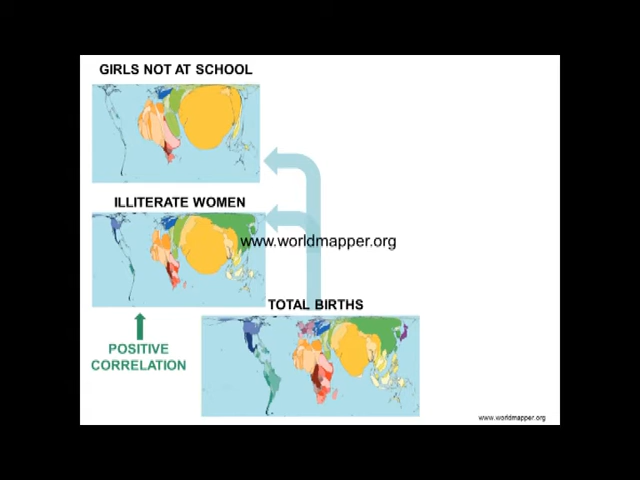 GIRLS NOT AT SCHOOL
ILLITERATE WOMEN
www.worldmapper.org
TOTAL BIRTHS
POSITIVE
CORRELATION
www.worldmapper.org